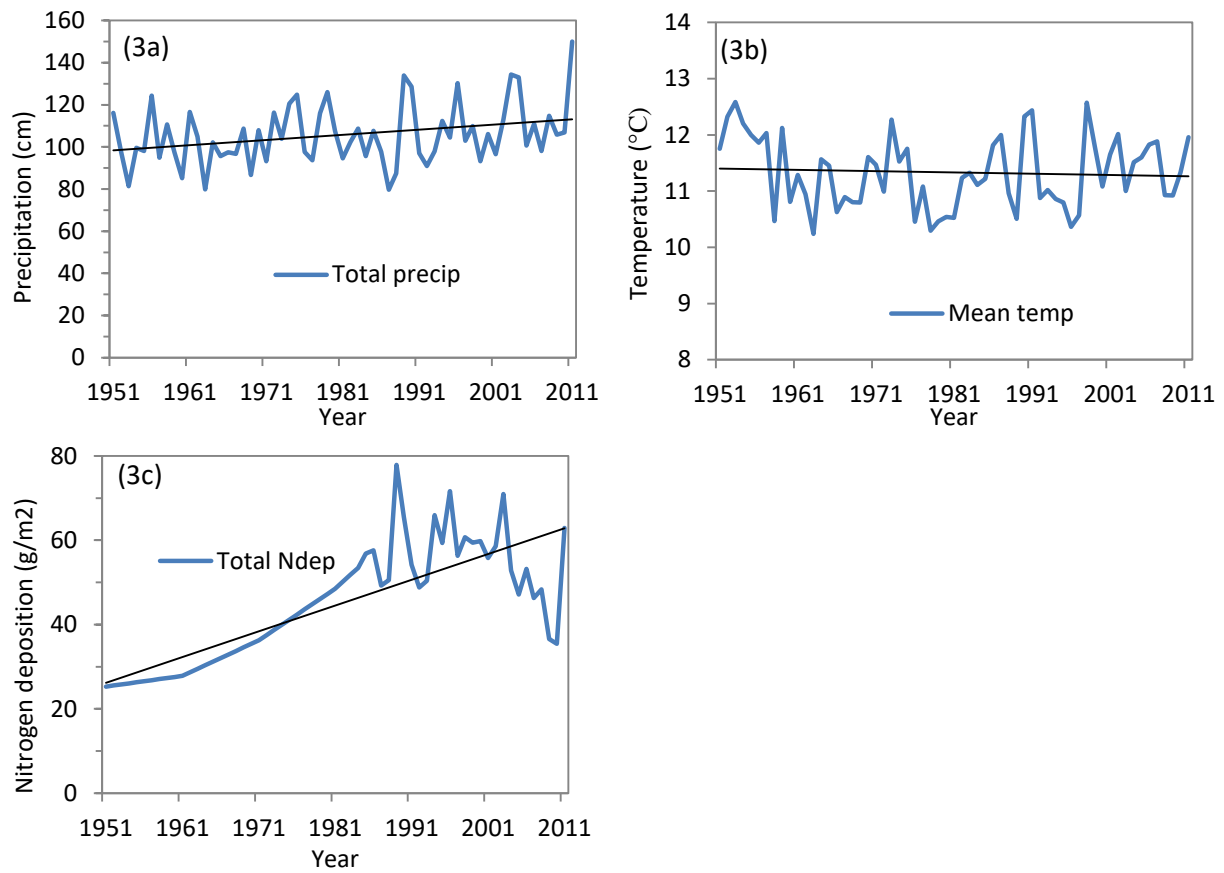 (3a)
Precipitation (cm)
160
140
120
100
80
60
40
20
0
Total precip
1951 1961 1971 1981 1991 2001 2011
Year
(3b)
Temperature (°C)
14
13
12
11
10
9
8
Mean temp
1951 1961 1971 1981 1991 2001 2011
Year
(3c)
Nitrogen deposition (g/m2)
80
60
40
20
0
Total Ndep
1951 1961 1971 1981 1991 2001 2011
Year